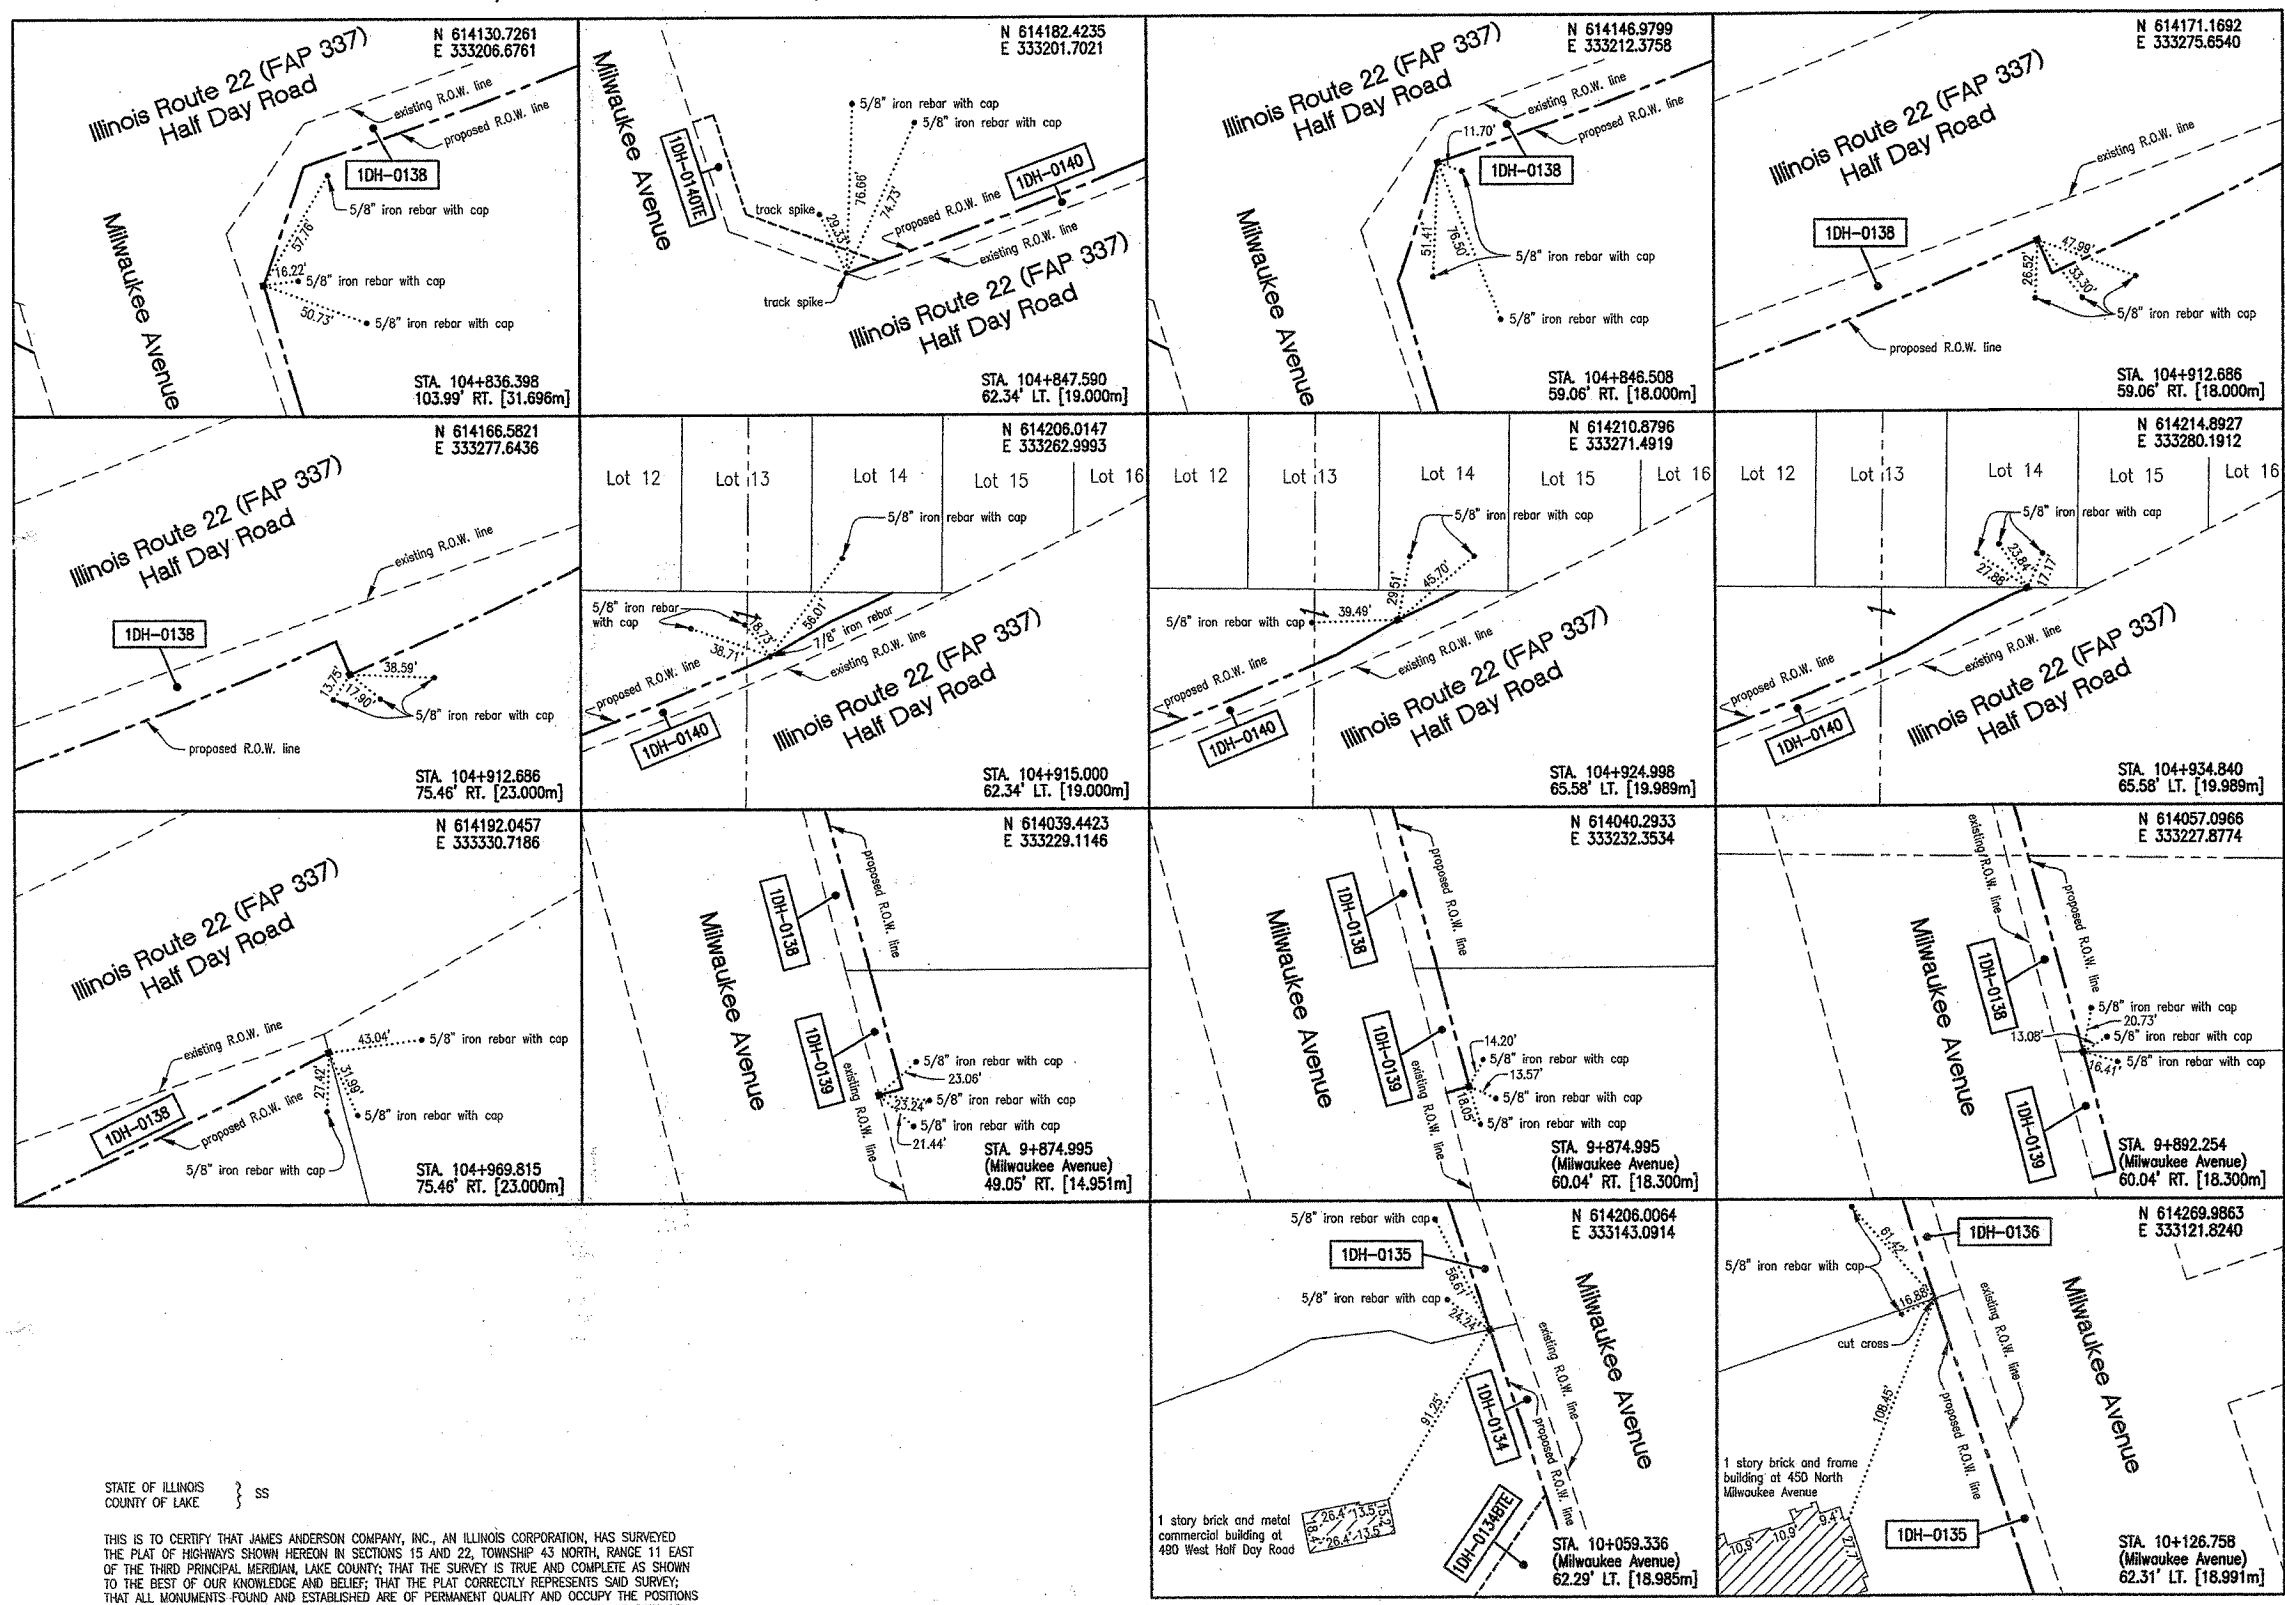 N 614130.7261
E 333206.6761
Illinois Route 22 (FAP 337)
Half Day Road
existing R.O.W. line
proposed R.O.W. line
1DH-0138
5/8" iron rebar with cap
57.76'
16.22'
5/8" iron rebar with cap
50.73'
5/8" iron rebar with cap
Milwaukee Avenue
STA. 104+836.398
103.99' RT. [31.696m]
N 614182.4235
E 333201.7021
Milwaukee Avenue
5/8" iron rebar with cap
5/8" iron rebar with cap
1DH-0140TE
1DH-0140
76.66'
74.73'
track spike
29.33'
proposed R.O.W. line
existing R.O.W. line
track spike
Illinois Route 22 (FAP 337)
Half Day Road
STA. 104+847.590
62.34' LT. [19.000m]
N 614146.9799
E 333212.3758
Illinois Route 22 (FAP 337)
Half Day Road
existing R.O.W. line
proposed R.O.W. line
11.70'
1DH-0138
51.41'
76.50'
5/8" iron rebar with cap
5/8" iron rebar with cap
Milwaukee Avenue
STA. 104+846.508
59.06' RT. [18.000m]
N 614171.1692
E 333275.6540
Illinois Route 22 (FAP 337)
Half Day Road
existing R.O.W. line
1DH-0138
47.99'
26.52'
33.30'
5/8" iron rebar with cap
proposed R.O.W. line
STA. 104+912.686
59.06' RT. [18.000m]
N 614166.5821
E 333277.6436
Illinois Route 22 (FAP 337)
Half Day Road
existing R.O.W. line
1DH-0138
38.59'
13.75'
17.90'
5/8" iron rebar with cap
proposed R.O.W. line
STA. 104+912.686
75.46' RT. [23.000m]
N 614206.0147
E 333262.9993
Lot 12
Lot 13
Lot 14
Lot 15
Lot 16
5/8" iron rebar with cap
5/8" iron rebar
with cap
18.73'
56.01'
7/8" iron rebar
38.71'
existing R.O.W. line
proposed R.O.W. line
1DH-0140
Illinois Route 22 (FAP 337)
Half Day Road
STA. 104+915.000
62.34' LT. [19.000m]
N 614210.8796
E 333271.4919
Lot 12
Lot 13
Lot 14
Lot 15
Lot 16
5/8" iron rebar with cap
29.51'
45.70'
39.49'
5/8" iron rebar with cap
existing R.O.W. line
proposed R.O.W. line
1DH-0140
Illinois Route 22 (FAP 337)
Half Day Road
STA. 104+924.998
65.58' LT. [19.989m]
N 614214.8927
E 333280.1912
Lot 12
Lot 13
Lot 14
Lot 15
Lot 16
5/8" iron rebar with cap
23.84'
27.88'
17.17'
existing R.O.W. line
proposed R.O.W. line
1DH-0140
Illinois Route 22 (FAP 337)
Half Day Road
STA. 104+934.840
65.58' LT. [19.989m]
N 614192.0457
E 333330.7186
Illinois Route 22 (FAP 337)
Half Day Road
existing R.O.W. line
43.04'
5/8" iron rebar with cap
27.42'
31.99'
1DH-0138
proposed R.O.W. line
5/8" iron rebar with cap
5/8" iron rebar with cap
STA. 104+969.815
75.46' RT. [23.000m]
N 614039.4423
E 333229.1146
proposed R.O.W. line
1DH-0138
Milwaukee Avenue
1DH-0139
existing R.O.W. line
5/8" iron rebar with cap
23.06'
23.24'
5/8" iron rebar with cap
5/8" iron rebar with cap
21.44'
STA. 9+874.995
(Milwaukee Avenue)
49.05' RT. [14.951m]
N 614040.2933
E 333232.3534
proposed R.O.W. line
1DH-0138
Milwaukee Avenue
1DH-0139
existing R.O.W. line
14.20'
5/8" iron rebar with cap
13.57'
5/8" iron rebar with cap
18.05'
5/8" iron rebar with cap
STA. 9+874.995
(Milwaukee Avenue)
60.04' RT. [18.300m]
N 614057.0966
E 333227.8774
existing R.O.W. line
proposed R.O.W. line
Milwaukee Avenue
1DH-0138
5/8" iron rebar with cap
20.73'
13.08'
5/8" iron rebar with cap
5/8" iron rebar with cap
16.41'
1DH-0139
STA. 9+892.254
(Milwaukee Avenue)
60.04' RT. [18.300m]
N 614206.0064
E 333143.0914
5/8" iron rebar with cap
1DH-0135
56.61'
5/8" iron rebar with cap
24.24'
Milwaukee Avenue
existing R.O.W. line
91.25'
1DH-0134
proposed R.O.W. line
1DH-0134BTE
1 story brick and metal
commercial building at
490 West Half Day Road
26.4'
13.5'
15.2'
18.4'
26.4'
13.5'
STA. 10+059.336
(Milwaukee Avenue)
62.29' LT. [18.985m]
N 614269.9863
E 333121.8240
61.42'
1DH-0136
5/8" iron rebar with cap
16.88'
cut cross
existing R.O.W. line
Milwaukee Avenue
108.45'
proposed R.O.W. line
1 story brick and frame
building at 450 North
Milwaukee Avenue
10.9'
10.9'
9.4'
27.7'
1DH-0135
STA. 10+126.758
(Milwaukee Avenue)
62.31' LT. [18.991m]
STATE OF ILLINOIS
COUNTY OF LAKE
} SS
THIS IS TO CERTIFY THAT JAMES ANDERSON COMPANY, INC., AN ILLINOIS CORPORATION, HAS SURVEYED
THE PLAT OF HIGHWAYS SHOWN HEREON IN SECTIONS 15 AND 22, TOWNSHIP 43 NORTH, RANGE 11 EAST
OF THE THIRD PRINCIPAL MERIDIAN, LAKE COUNTY; THAT THE SURVEY IS TRUE AND COMPLETE AS SHOWN
TO THE BEST OF OUR KNOWLEDGE AND BELIEF; THAT THE PLAT CORRECTLY REPRESENTS SAID SURVEY;
THAT ALL MONUMENTS FOUND AND ESTABLISHED ARE OF PERMANENT QUALITY AND OCCUPY THE POSITIONS